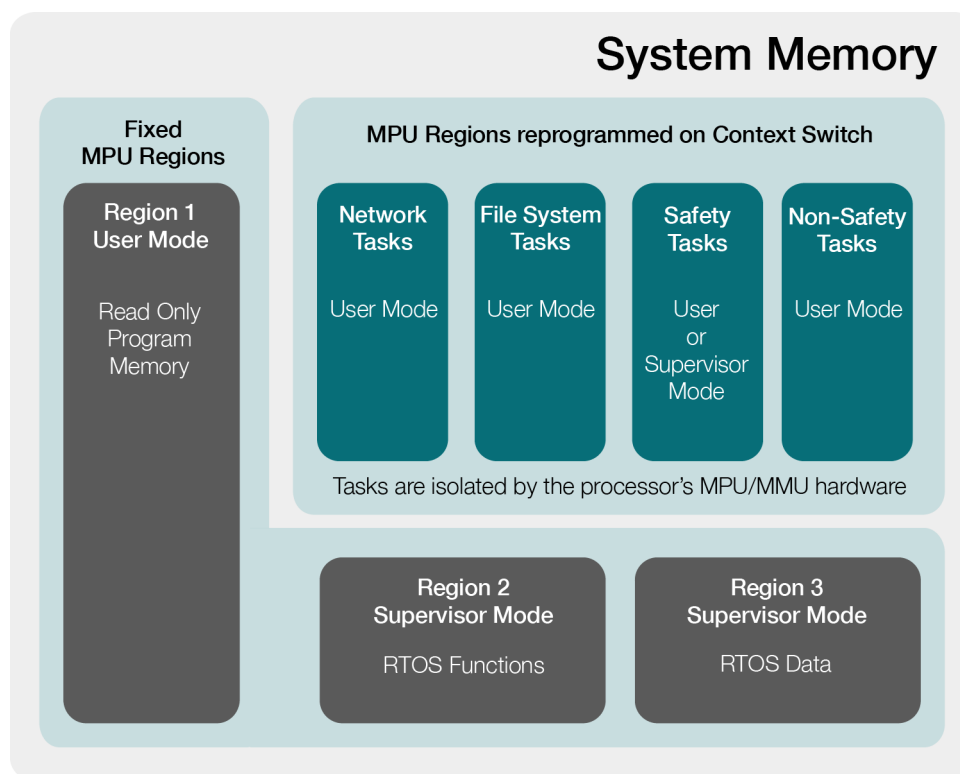 System Memory
Fixed
MPU Regions
Region 1
User Mode
Read Only
Program
Memory
MPU Regions reprogrammed on Context Switch
Network
Tasks
User Mode
File System
Tasks
User Mode
Safety
Tasks
User
or
Supervisor
Mode
Non-Safety
Tasks
User Mode
Tasks are isolated by the processor’s MPU/MMU hardware
Region 2
Supervisor Mode
RTOS Functions
Region 3
Supervisor Mode
RTOS Data